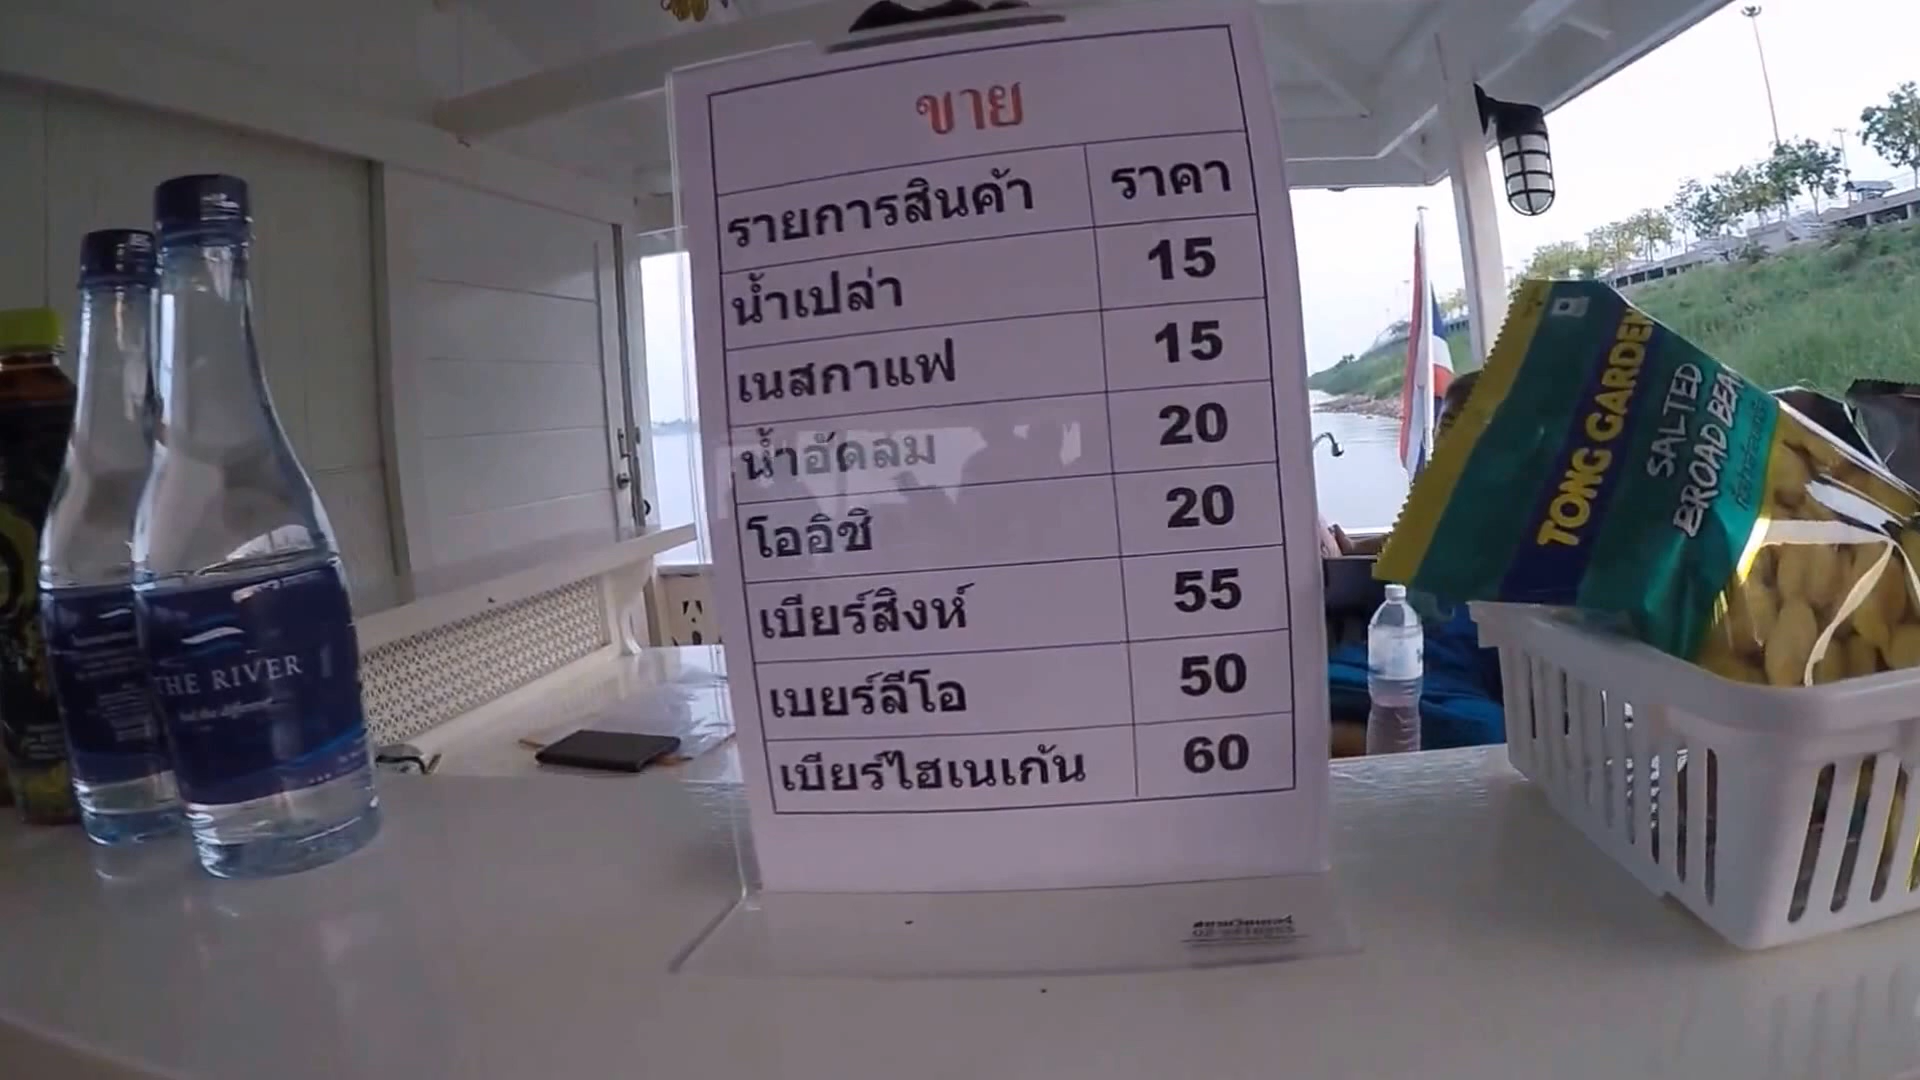 ขาย
รายการสินค้า ราคา
น้ำเปล่า 15
เนสกาแฟ 15
น้ำอัดลม 20
โออิชิ 20
เบียร์สิงห์ 55
เบยร์ลีโอ 50
เบียร์ไฮเนเก้น 60
THE RIVER
TONG GARDEN
SALTED
BROAD BEA